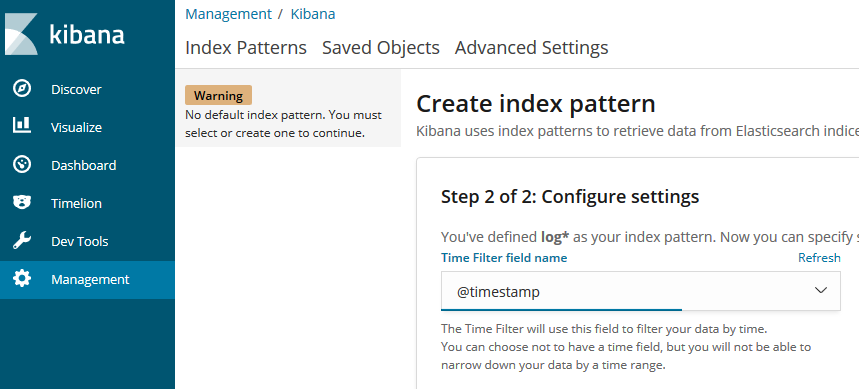 kibana
Discover
Visualize
Dashboard
Timelion
Dev Tools
Management
Management / Kibana
Index Patterns Saved Objects Advanced Settings
Warning
No default index pattern. You must
select or create one to continue.
Create index pattern
Kibana uses index patterns to retrieve data from Elasticsearch indice
Step 2 of 2: Configure settings
You've defined log* as your index pattern. Now you can specify s
Time Filter field name Refresh
@timestamp
The Time Filter will use this field to filter your data by time.
You can choose not to have a time field, but you will not be able to
narrow down your data by a time range.